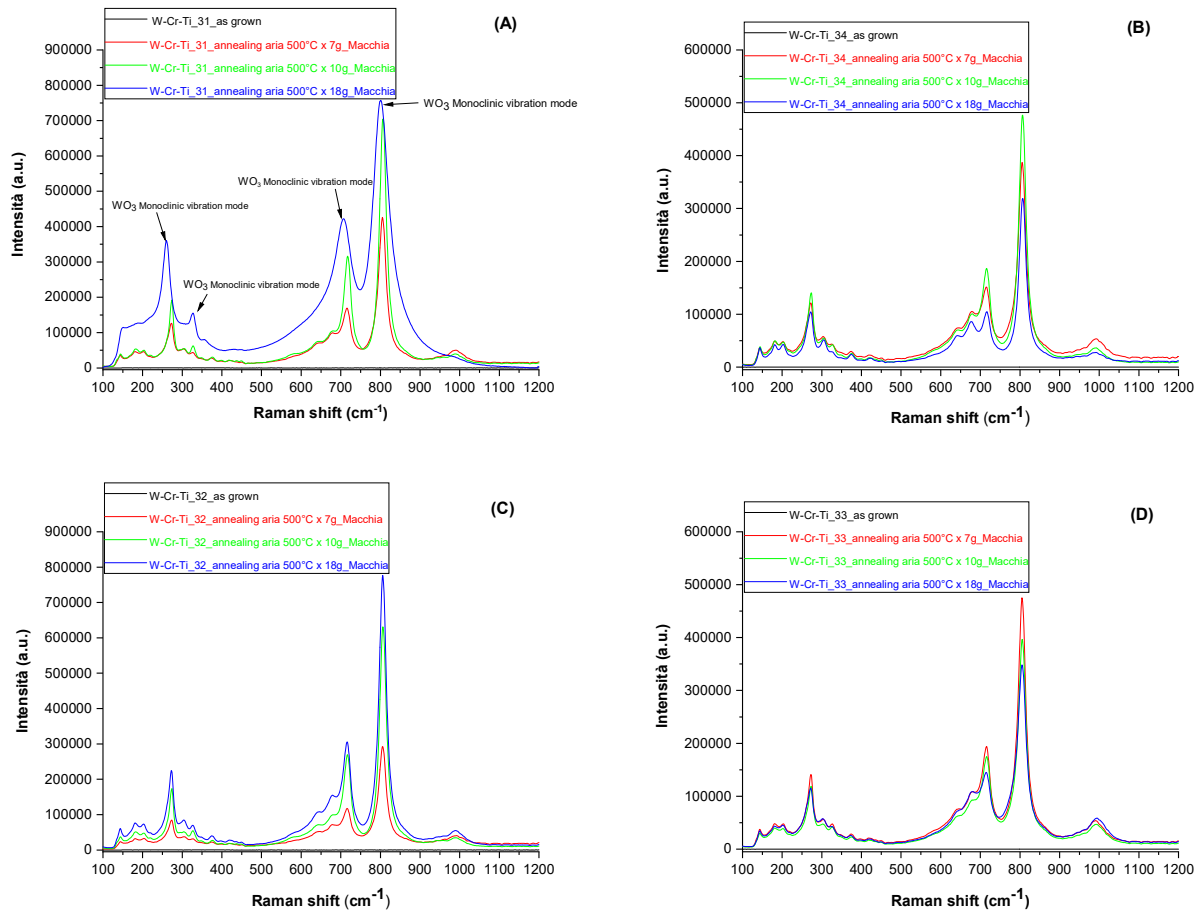 (A)
W-Cr-Ti_31_as grown
W-Cr-Ti_31_annealing aria 500°C x 7g_Macchia
W-Cr-Ti_31_annealing aria 500°C x 10g_Macchia
W-Cr-Ti_31_annealing aria 500°C x 18g_Macchia
WO3 Monoclinic vibration mode
WO3 Monoclinic vibration mode
WO3 Monoclinic vibration mode
WO3 Monoclinic vibration mode
900000
800000
700000
600000
500000
400000
300000
200000
100000
0
Intensità (a.u.)
100 200 300 400 500 600 700 800 900 1000 1100 1200
Raman shift (cm-1)
(B)
W-Cr-Ti_34_as grown
W-Cr-Ti_34_annealing aria 500°C x 7g_Macchia
W-Cr-Ti_34_annealing aria 500°C x 10g_Macchia
W-Cr-Ti_34_annealing aria 500°C x 18g_Macchia
600000
500000
400000
300000
200000
100000
0
Intensità (a.u.)
100 200 300 400 500 600 700 800 900 1000 1100 1200
Raman shift (cm-1)
(C)
W-Cr-Ti_32_as grown
W-Cr-Ti_32_annealing aria 500°C x 7g_Macchia
W-Cr-Ti_32_annealing aria 500°C x 10g_Macchia
W-Cr-Ti_32_annealing aria 500°C x 18g_Macchia
900000
800000
700000
600000
500000
400000
300000
200000
100000
0
Intensità (a.u.)
100 200 300 400 500 600 700 800 900 1000 1100 1200
Raman shift (cm-1)
(D)
W-Cr-Ti_33_as grown
W-Cr-Ti_33_annealing aria 500°C x 7g_Macchia
W-Cr-Ti_33_annealing aria 500°C x 10g_Macchia
W-Cr-Ti_33_annealing aria 500°C x 18g_Macchia
600000
500000
400000
300000
200000
100000
0
Intensità (a.u.)
100 200 300 400 500 600 700 800 900 1000 1100 1200
Raman shift (cm-1)